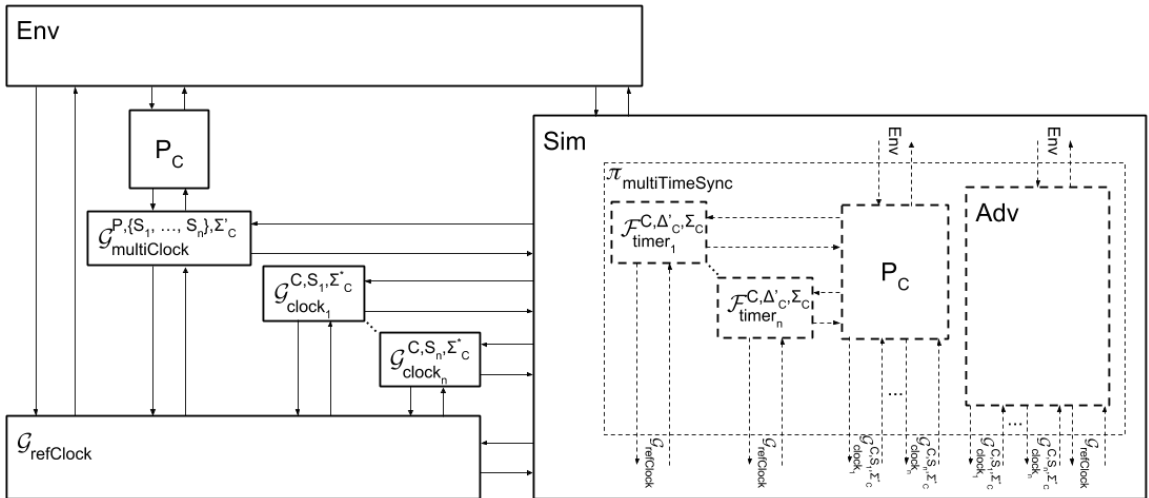 Env
P_C
𝒢_multiClock^P,{S_1, …, S_n},Σ'_C
𝒢_clock_1^C,S_1,Σ*_C
𝒢_clock_n^C,S_n,Σ*_C
𝒢_refClock
Sim
Env
Env
π_multiTimeSync
ℱ_timer_1^C,Δ'_C,Σ_C
ℱ_timer_n^C,Δ'_C,Σ_C
P_C
Adv
...
...
𝒢_refClock
𝒢_refClock
𝒢_clock_1^C,S_1,Σ*_C
𝒢_clock_n^C,S_n,Σ*_C
𝒢_clock_1^C,S_1,Σ*_C
𝒢_clock_n^C,S_n,Σ*_C
𝒢_refClock